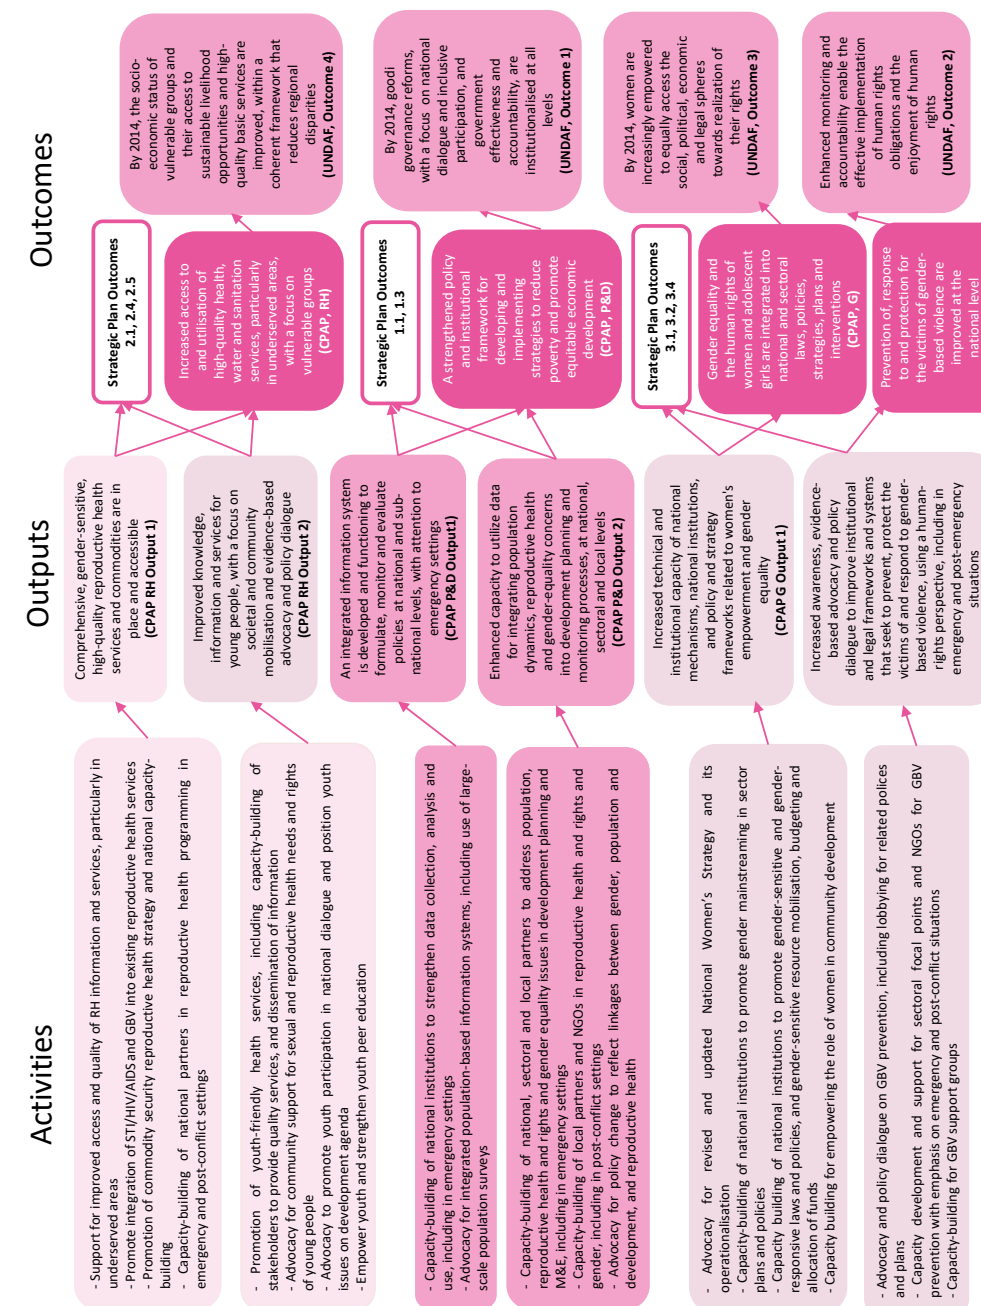 Activities
- Support for improved access and quality of RH information and services, particularly in
underserved areas
- Promote integration of STI/HIV/AIDS and GBV into existing reproductive health services
- Promotion of commodity security reproductive health strategy and national capacity-
building
- Capacity-building of national partners in reproductive health programming in
emergency and post-conflict settings
- Promotion of youth-friendly health services, including capacity-building of
stakeholders to provide quality services, and dissemination of information
- Advocacy for community support for sexual and reproductive health needs and rights
of young people
- Advocacy to promote youth participation in national dialogue and position youth
issues on development agenda
- Empower youth and strengthen youth peer education
- Capacity-building of national institutions to strengthen data collection, analysis and
use, including in emergency settings
- Advocacy for integrated population-based information systems, including use of large-
scale population surveys
- Capacity-building of national, sectoral and local partners to address population,
reproductive health and rights and gender equality issues in development planning and
M&E, including in emergency settings
- Capacity-building of local partners and NGOs in reproductive health and rights and
gender, including in post-conflict settings
- Advocacy for policy change to reflect linkages between gender, population and
development, and reproductive health
- Advocacy for revised and updated National Women's Strategy and its
operationalisation
- Capacity-building of national institutions to promote gender mainstreaming in sector
plans and policies
- Capacity building of national institutions to promote gender-sensitive and gender-
responsive laws and policies, and gender-sensitive resource mobilisation, budgeting and
allocation of funds
- Capacity building for empowering the role of women in community development
- Advocacy and policy dialogue on GBV prevention, including lobbying for related polices
and plans
- Capacity development and support for sectoral focal points and NGOs for GBV
prevention with emphasis on emergency and post-conflict situations
- Capacity-building for GBV support groups
Outputs
Comprehensive, gender-sensitive,
high-quality reproductive health
services and commodities are in
place and accessible
(CPAP RH Output 1)
Improved knowledge,
information and services for
young people, with a focus on
societal and community
mobilisation and evidence-based
advocacy and policy dialogue
(CPAP RH Output 2)
An integrated information system
is developed and functioning to
formulate, monitor and evaluate
policies at national and sub-
national levels, with attention to
emergency settings
(CPAP P&D Output1)
Enhanced capacity to utilize data
for integrating population
dynamics, reproductive health
and gender-equality concerns
into development planning and
monitoring processes, at national,
sectoral and local levels
(CPAP P&D Output 2)
Increased technical and
institutional capacity of national
mechanisms, national institutions,
and policy and strategy
frameworks related to women's
empowerment and gender
equality
(CPAP G Output 1)
Increased awareness, evidence-
based advocacy and policy
dialogue to improve institutional
and legal frameworks and systems
that seek to prevent, protect the
victims of and respond to gender-
based violence, using a human-
rights perspective, including in
emergency and post-emergency
situations
Outcomes
Strategic Plan Outcomes
2.1, 2.4, 2.5
Increased access to
and utilisation of
high-quality health,
water and sanitation
services, particularly
in underserved areas,
with a focus on
vulnerable groups
(CPAP, RH)
Strategic Plan Outcomes
1.1, 1.3
A strengthened policy
and institutional
framework for
developing and
implementing
strategies to reduce
poverty and promote
equitable economic
development
(CPAP, P&D)
Strategic Plan Outcomes
3.1, 3.2, 3.4
Gender equality and
the human rights of
women and adolescent
girls are integrated into
national and sectoral
laws, policies,
strategies, plans and
interventions
(CPAP, G)
Prevention of, response
to and protection for
the victims of gender-
based violence are
improved at the
national level
By 2014, the socio-
economic status of
vulnerable groups and
their access to
sustainable livelihood
opportunities and high-
quality basic services are
improved, within a
coherent framework that
reduces regional
disparities
(UNDAF, Outcome 4)
By 2014, goodi
governance reforms,
with a focus on national
dialogue and inclusive
participation, and
government
effectiveness and
accountability, are
institutionalised at all
levels
(UNDAF, Outcome 1)
By 2014, women are
increasingly empowered
to equally access the
social, political, economic
and legal spheres
towards realization of
their rights
(UNDAF, Outcome 3)
Enhanced monitoring and
accountability enable the
effective implementation
of human rights
obligations and the
enjoyment of human
rights
(UNDAF, Outcome 2)